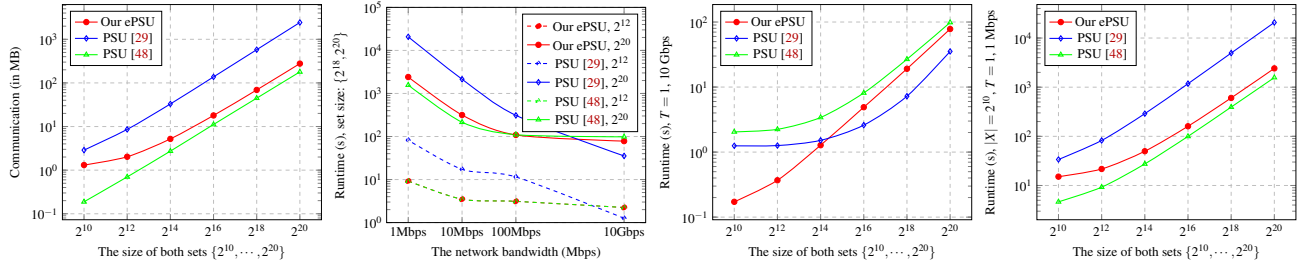 Communication (in MB)
10^3
10^2
10^1
10^0
10^−1
2^10 2^12 2^14 2^16 2^18 2^20
The size of both sets {2^10, ⋯ , 2^20}
Our ePSU
PSU [29]
PSU [48]
Runtime (s), set size: {2^18, 2^20}
10^5
10^4
10^3
10^2
10^1
10^0
1Mbps 10Mbps 100Mbps 10Gbps
The network bandwidth (Mbps)
Our ePSU, 2^12
Our ePSU, 2^20
PSU [29], 2^12
PSU [29], 2^20
PSU [48], 2^12
PSU [48], 2^20
Runtime (s), T = 1, 10 Gbps
10^2
10^1
10^0
10^−1
2^10 2^12 2^14 2^16 2^18 2^20
The size of both sets {2^10, ⋯ , 2^20}
Our ePSU
PSU [29]
PSU [48]
Runtime (s), |X| = 2^10, T = 1, 1 Mbps
10^4
10^3
10^2
10^1
2^10 2^12 2^14 2^16 2^18 2^20
The size of both sets {2^10, ⋯ , 2^20}
Our ePSU
PSU [29]
PSU [48]